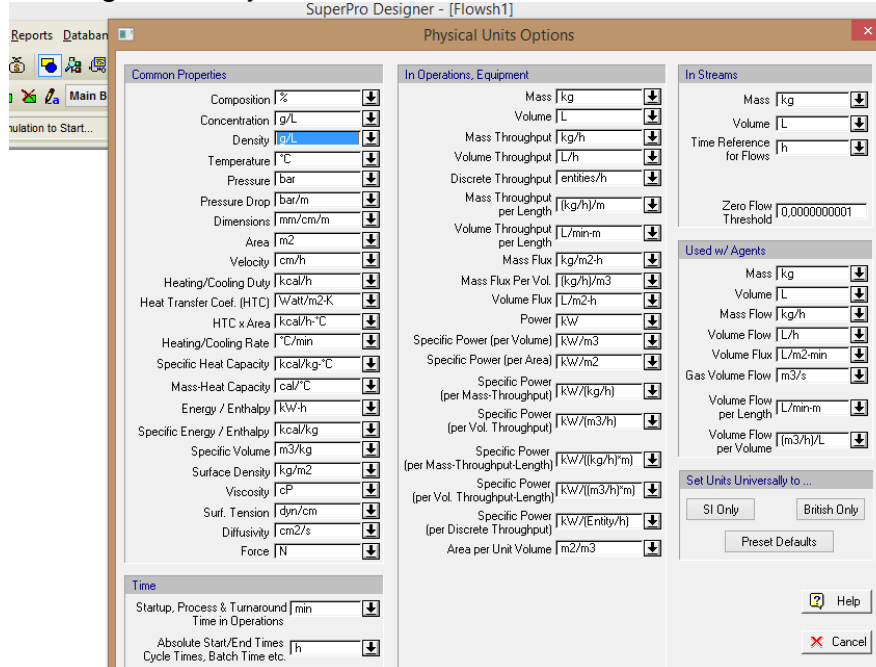 SuperPro Designer - [Flowsh1]
Reports Databan
Physical Units Options
Main B
mulation to Start...
Common Properties
Composition %
Concentration g/L
Density g/L
Temperature °C
Pressure bar
Pressure Drop bar/m
Dimensions mm/cm/m
Area m2
Velocity cm/h
Heating/Cooling Duty kcal/h
Heat Transfer Coef. (HTC) Watt/m2-K
HTC x Area kcal/h-°C
Heating/Cooling Rate °C/min
Specific Heat Capacity kcal/kg-°C
Mass-Heat Capacity cal/°C
Energy / Enthalpy kW-h
Specific Energy / Enthalpy kcal/kg
Specific Volume m3/kg
Surface Density kg/m2
Viscosity cP
Surf. Tension dyn/cm
Diffusivity cm2/s
Force N
Time
Startup, Process & Turnaround min
Time in Operations
Absolute Start/End Times h
Cycle Times, Batch Time etc.
In Operations, Equipment
Mass kg
Volume L
Mass Throughput kg/h
Volume Throughput L/h
Discrete Throughput entities/h
Mass Throughput
per Length (kg/h)/m
Volume Throughput
per Length L/min-m
Mass Flux kg/m2-h
Mass Flux Per Vol. (kg/h)/m3
Volume Flux L/m2-h
Power kW
Specific Power (per Volume) kW/m3
Specific Power (per Area) kW/m2
Specific Power
(per Mass-Throughput) kW/(kg/h)
Specific Power
(per Vol. Throughput) kW/(m3/h)
Specific Power
(per Mass-Throughput-Length) kW/((kg/h)*m)
Specific Power
(per Vol. Throughput-Length) kW/((m3/h)*m)
Specific Power
(per Discrete Throughput) kW/(Entity/h)
Area per Unit Volume m2/m3
In Streams
Mass kg
Volume L
Time Reference
for Flows h
Zero Flow
Threshold 0,0000000001
Used w/ Agents
Mass kg
Volume L
Mass Flow kg/h
Volume Flow L/h
Volume Flux L/m2-min
Gas Volume Flow m3/s
Volume Flow
per Length L/min-m
Volume Flow
per Volume (m3/h)/L
Set Units Universally to ...
SI Only British Only
Preset Defaults
Help
Cancel